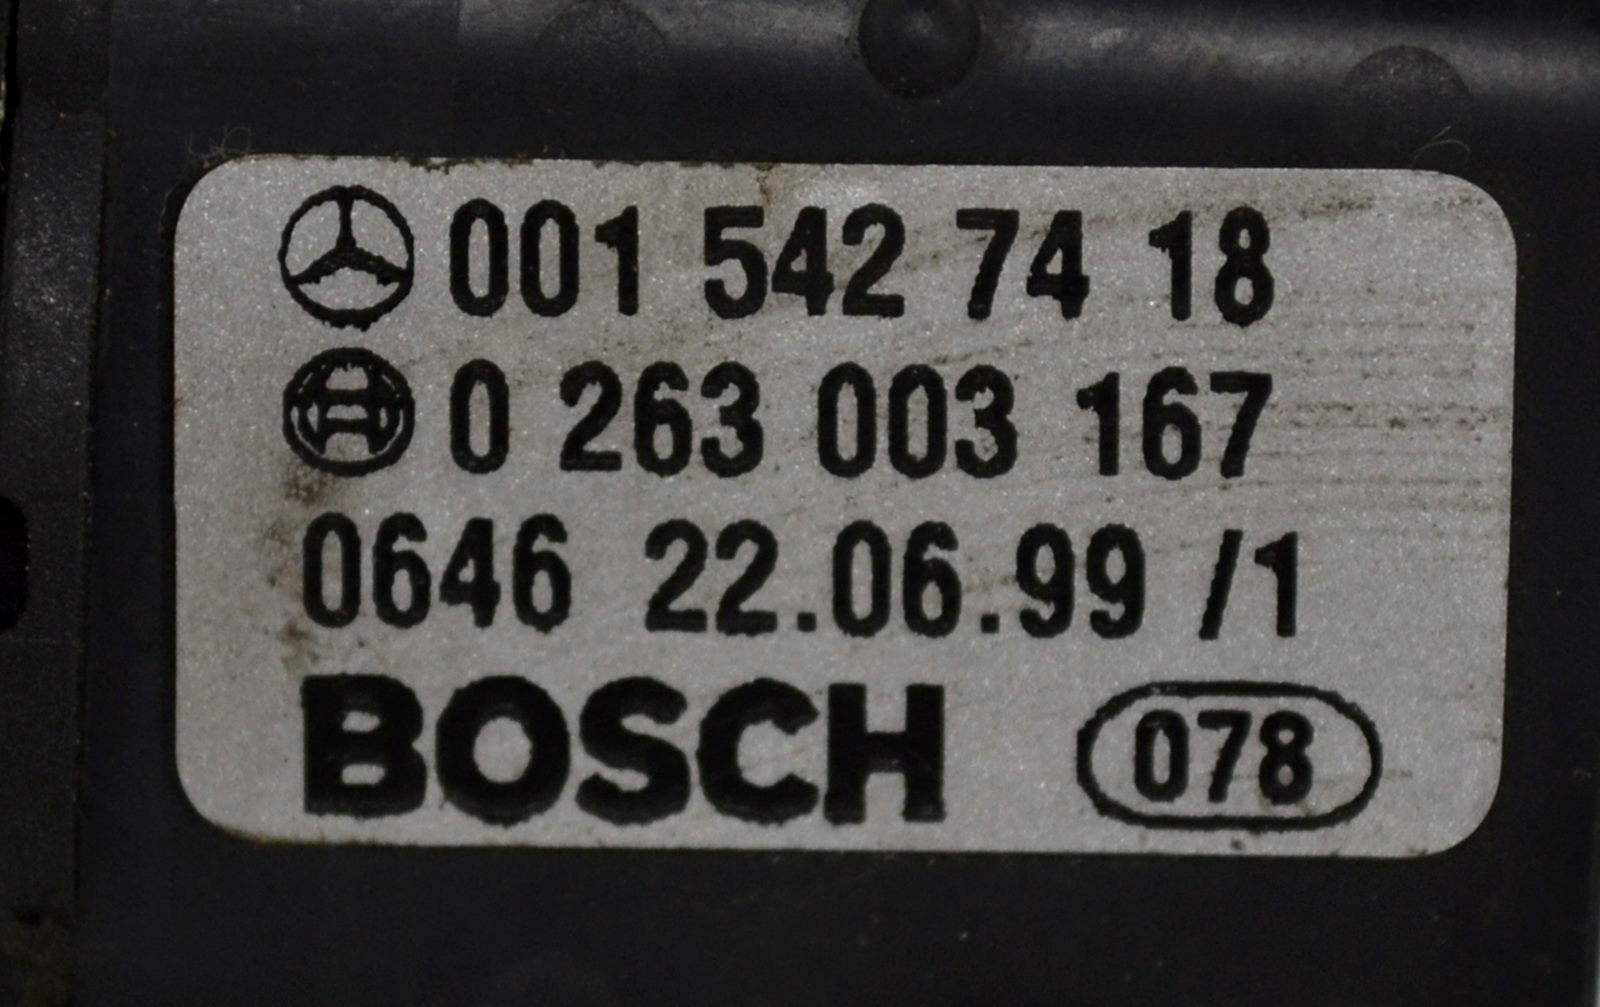 001 542 74 18
0 263 003 167
0646 22.06.99 /1
BOSCH 078